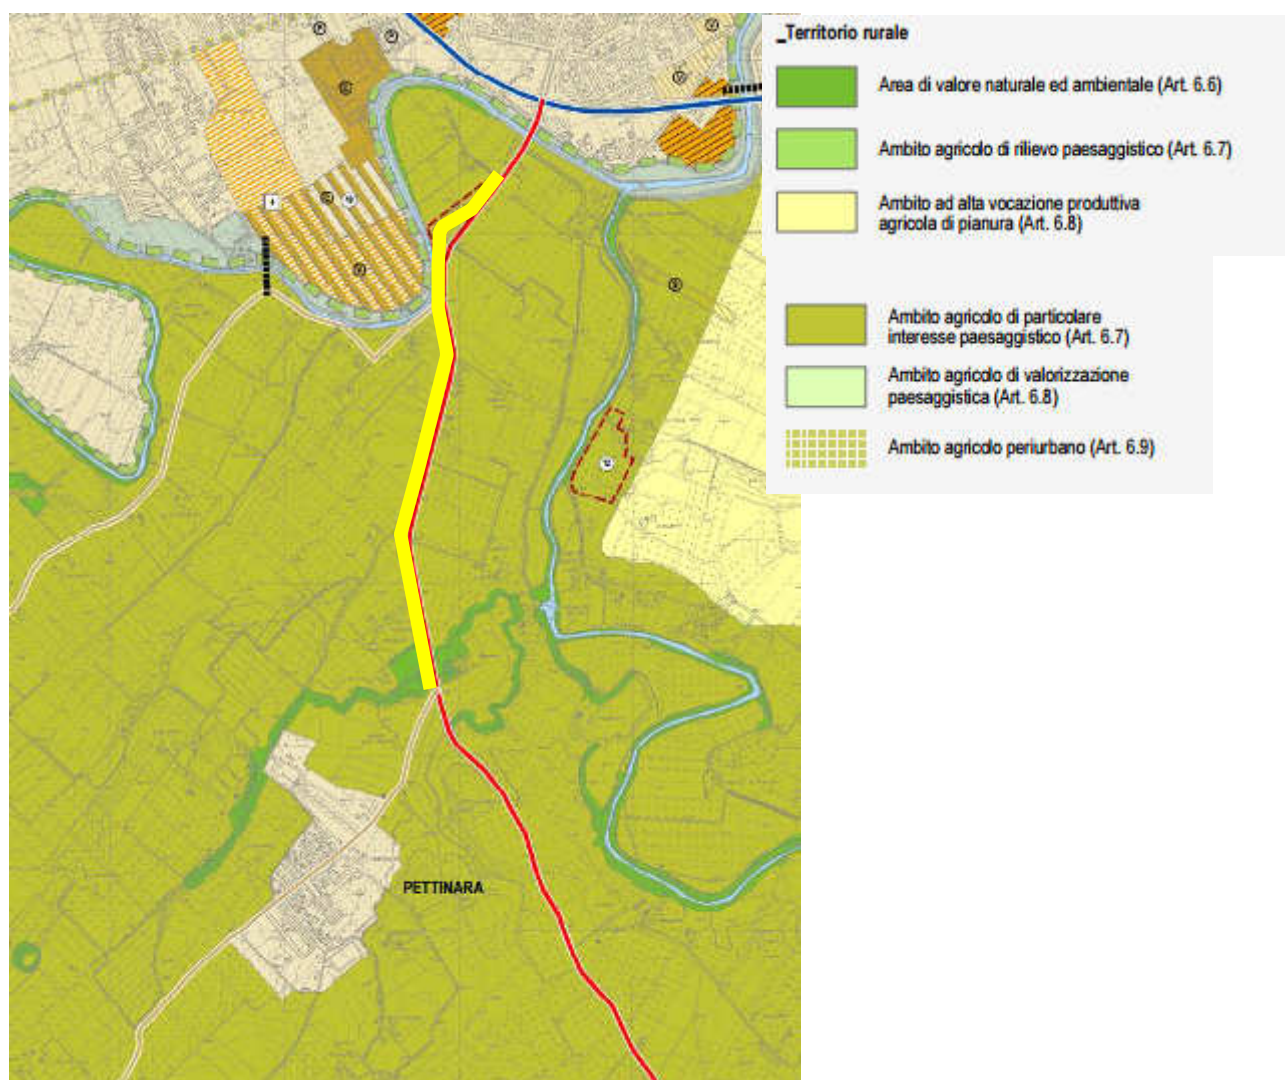 _Territorio rurale
Area di valore naturale ed ambientale (Art. 6.6)
Ambito agricolo di rilievo paesaggistico (Art. 6.7)
Ambito ad alta vocazione produttiva
agricola di pianura (Art. 6.8)
Ambito agricolo di particolare
interesse paesaggistico (Art. 6.7)
Ambito agricolo di valorizzazione
paesaggistica (Art. 6.8)
Ambito agricolo periurbano (Art. 6.9)
PETTINARA